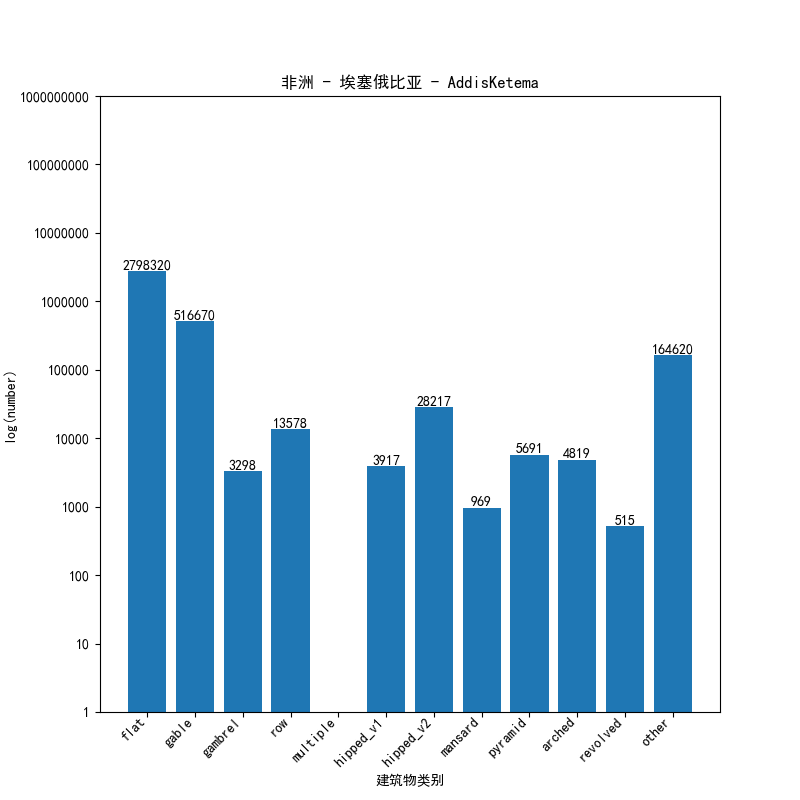 非洲 - 埃塞俄比亚 - AddisKetema
1000000000
100000000
10000000
1000000
100000
10000
1000
100
10
1
log(number)
2798320
516670
3298
13578
3917
28217
969
5691
4819
515
164620
flat
gable
gambrel
row
multiple
hipped_v1
hipped_v2
mansard
pyramid
arched
revolved
other
建筑物类别